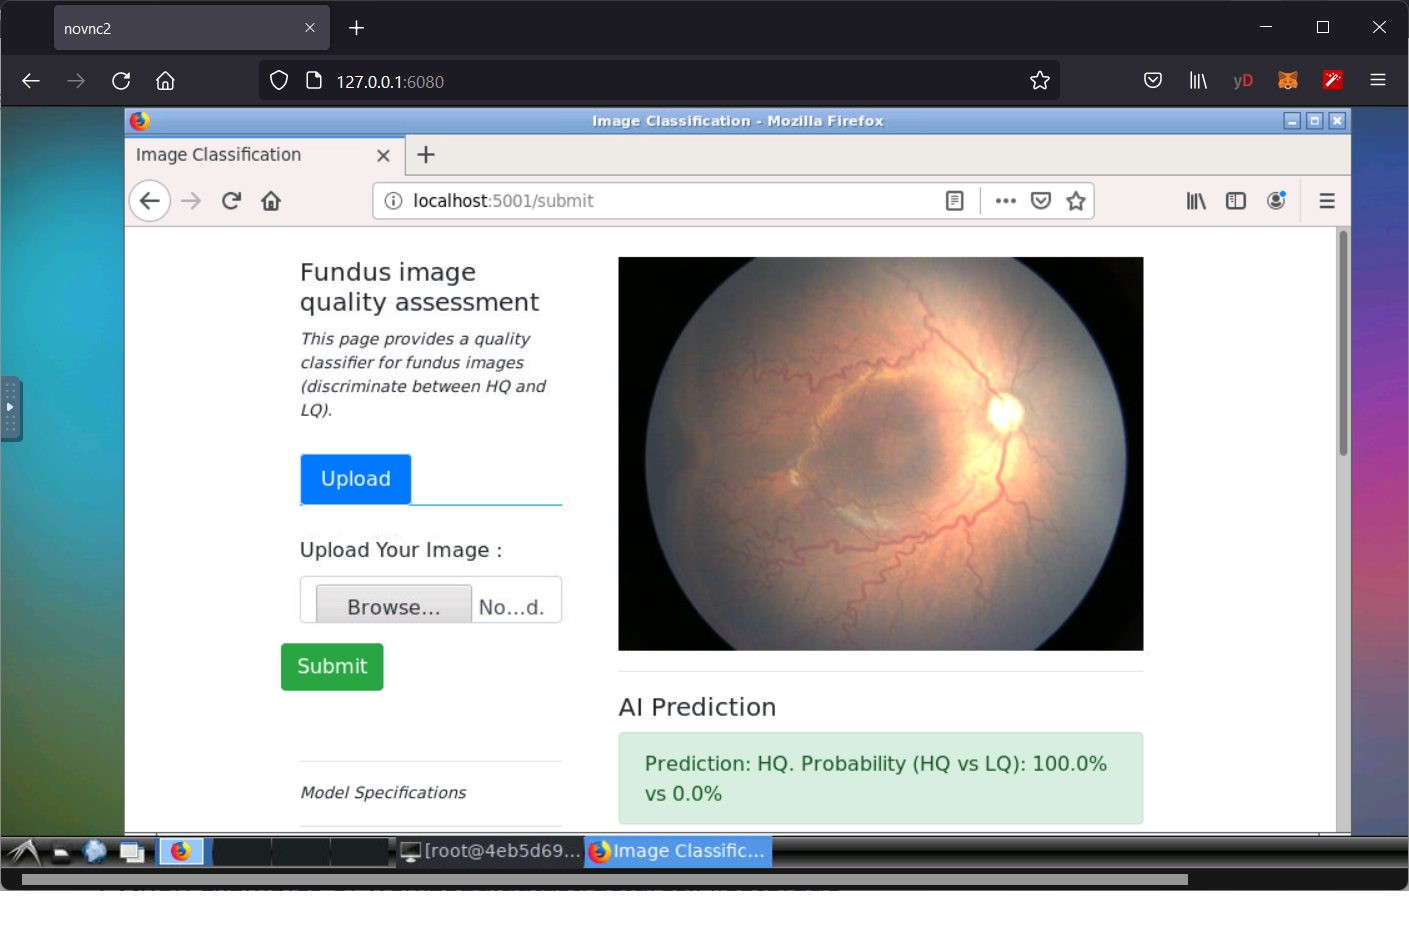 novnc2
127.0.0.1:6080
yD
Image Classification - Mozilla Firefox
Image Classification
localhost:5001/submit
Fundus image
quality assessment
This page provides a quality
classifier for fundus images
(discriminate between HQ and
LQ).
Upload
Upload Your Image :
Browse... No...d.
Submit
Model Specifications
AI Prediction
Prediction: HQ. Probability (HQ vs LQ): 100.0%
vs 0.0%
[root@4eb5d69...
Image Classific...